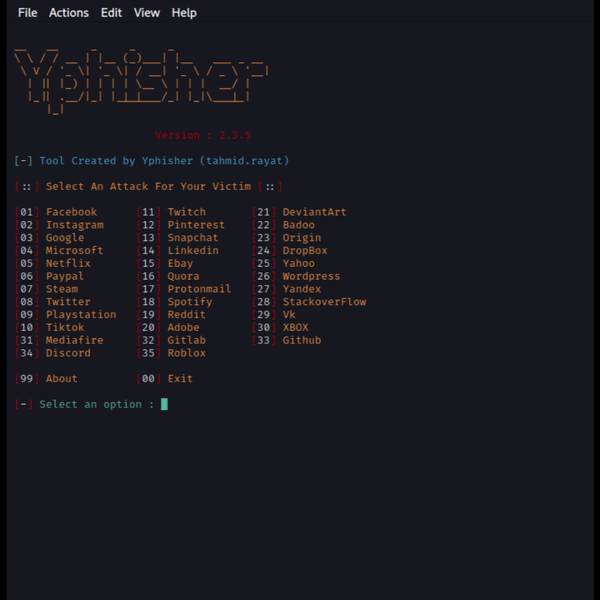 File Actions Edit View Help
Yphisher
Version : 2.3.5
[-] Tool Created by Yphisher (tahmid.rayat)
[::] Select An Attack For Your Victim [::]
[01] Facebook [11] Twitch [21] DeviantArt
[02] Instagram [12] Pinterest [22] Badoo
[03] Google [13] Snapchat [23] Origin
[04] Microsoft [14] Linkedin [24] DropBox
[05] Netflix [15] Ebay [25] Yahoo
[06] Paypal [16] Quora [26] Wordpress
[07] Steam [17] Protonmail [27] Yandex
[08] Twitter [18] Spotify [28] StackoverFlow
[09] Playstation [19] Reddit [29] Vk
[10] Tiktok [20] Adobe [30] XBOX
[31] Mediafire [32] Gitlab [33] Github
[34] Discord [35] Roblox
[99] About [00] Exit
[-] Select an option :